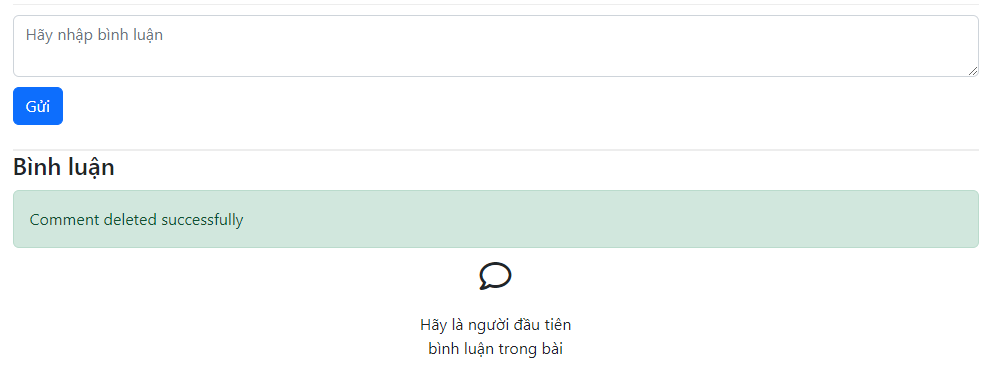 Hãy nhập bình luận
Gửi
Bình luận
Comment deleted successfully
Hãy là người đầu tiên
bình luận trong bài